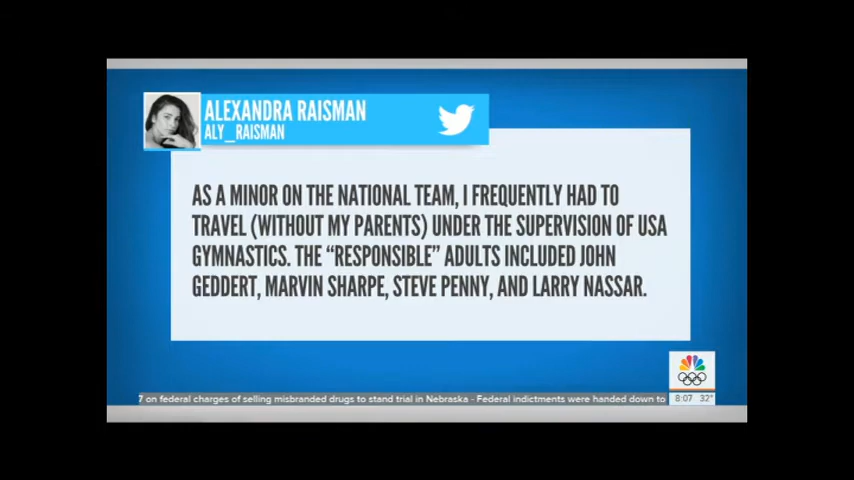 ALEXANDRA RAISMAN
ALY_RAISMAN
AS A MINOR ON THE NATIONAL TEAM, I FREQUENTLY HAD TO
TRAVEL (WITHOUT MY PARENTS) UNDER THE SUPERVISION OF USA
GYMNASTICS. THE “RESPONSIBLE” ADULTS INCLUDED JOHN
GEDDERT, MARVIN SHARPE, STEVE PENNY, AND LARRY NASSAR.
7 on federal charges of selling misbranded drugs to stand trial in Nebraska - Federal indictments were handed down to
8:07 32°